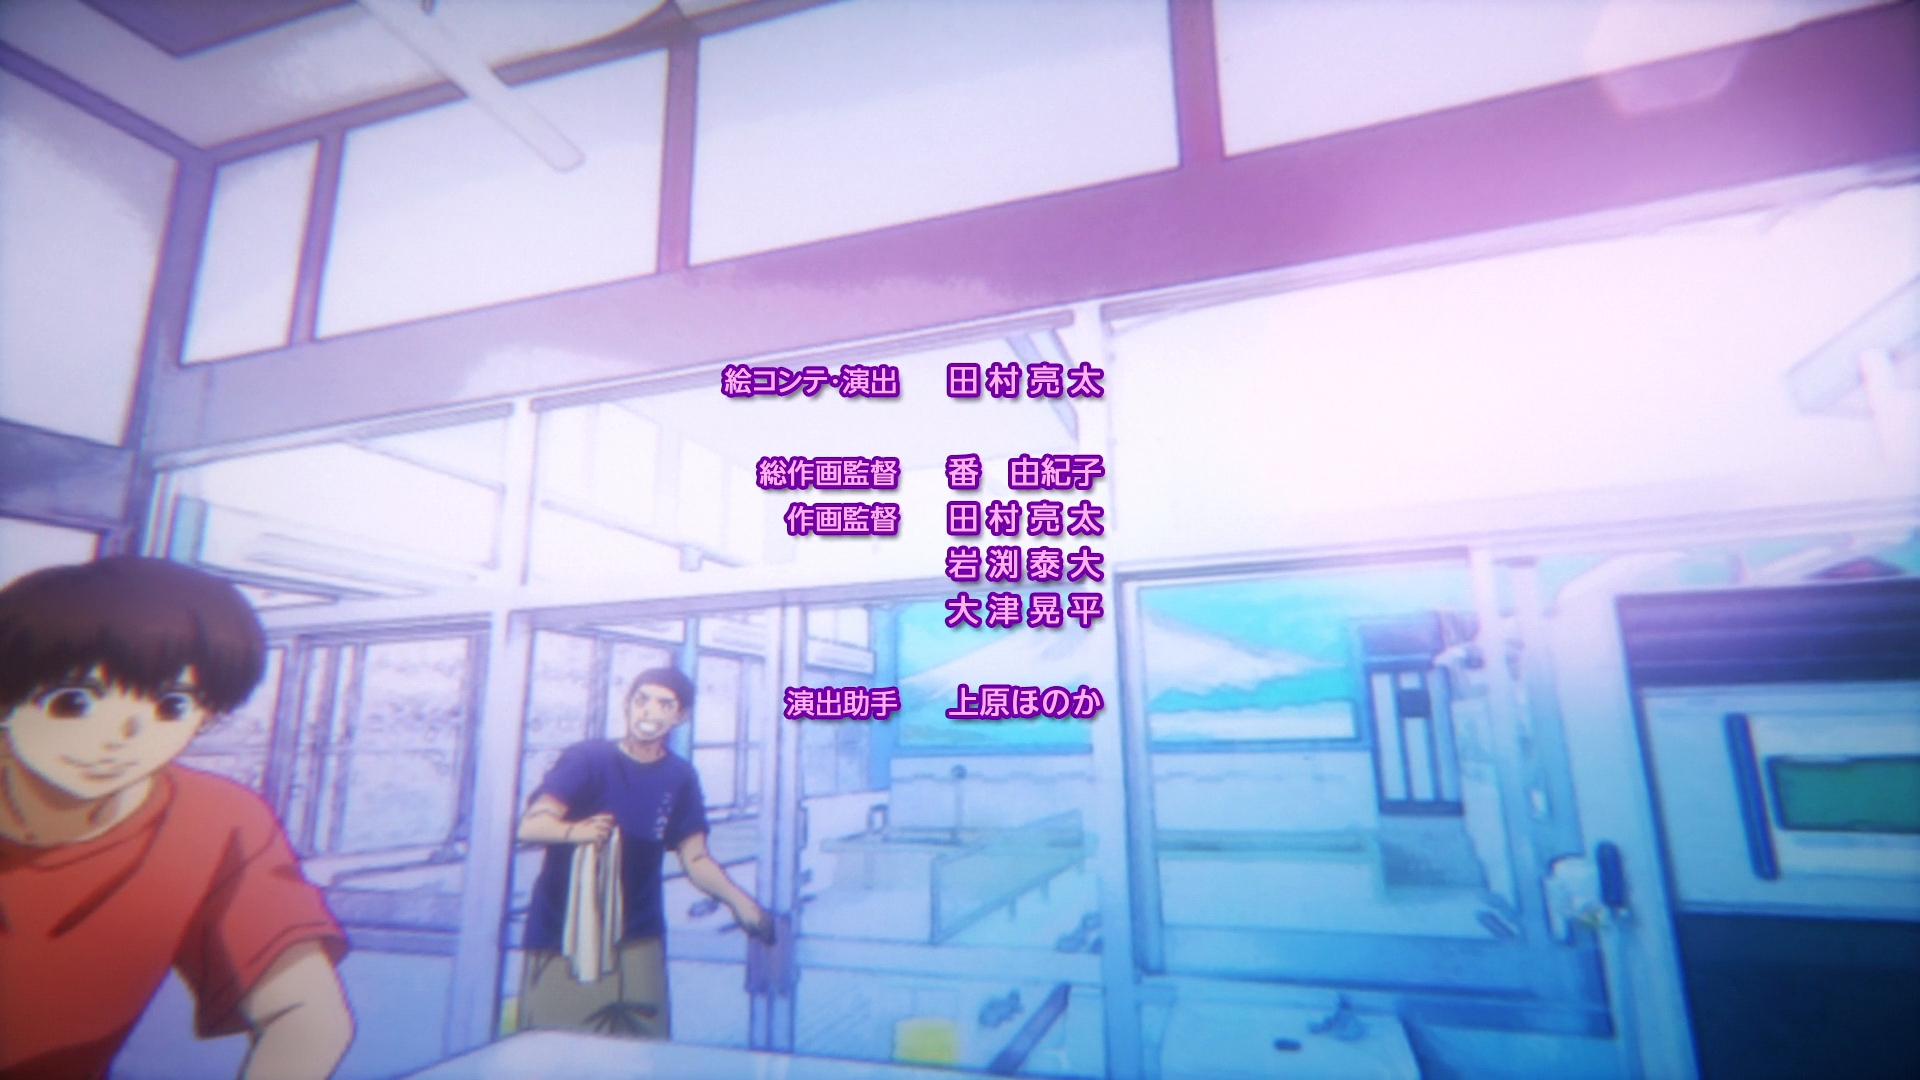 絵コンテ・演出　田村亮太
総作画監督　番　由紀子
作画監督　田村亮太
岩渕泰大
大津晃平
演出助手　上原ほのか